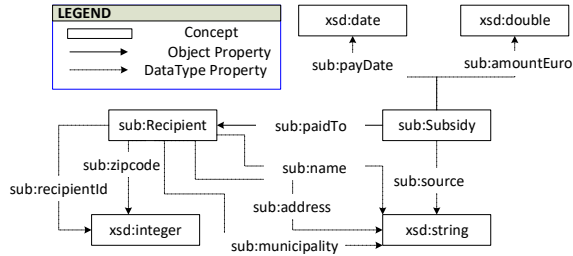 LEGEND
Concept
Object Property
DataType Property
xsd:date
xsd:double
sub:payDate
sub:amountEuro
sub:Recipient
sub:paidTo
sub:Subsidy
sub:zipcode
sub:name
sub:recipientId
sub:source
sub:address
xsd:integer
xsd:string
sub:municipality